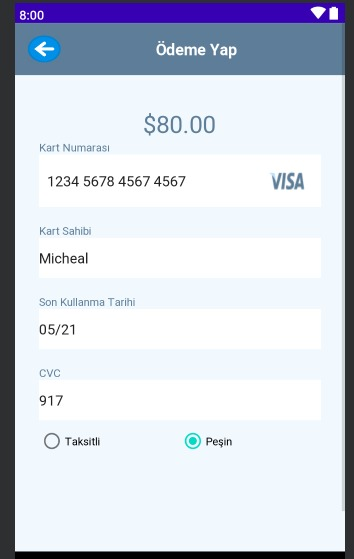 8:00
Ödeme Yap
$80.00
Kart Numarası
1234 5678 4567 4567 VISA
Kart Sahibi
Micheal
Son Kullanma Tarihi
05/21
CVC
917
Taksitli Peşin